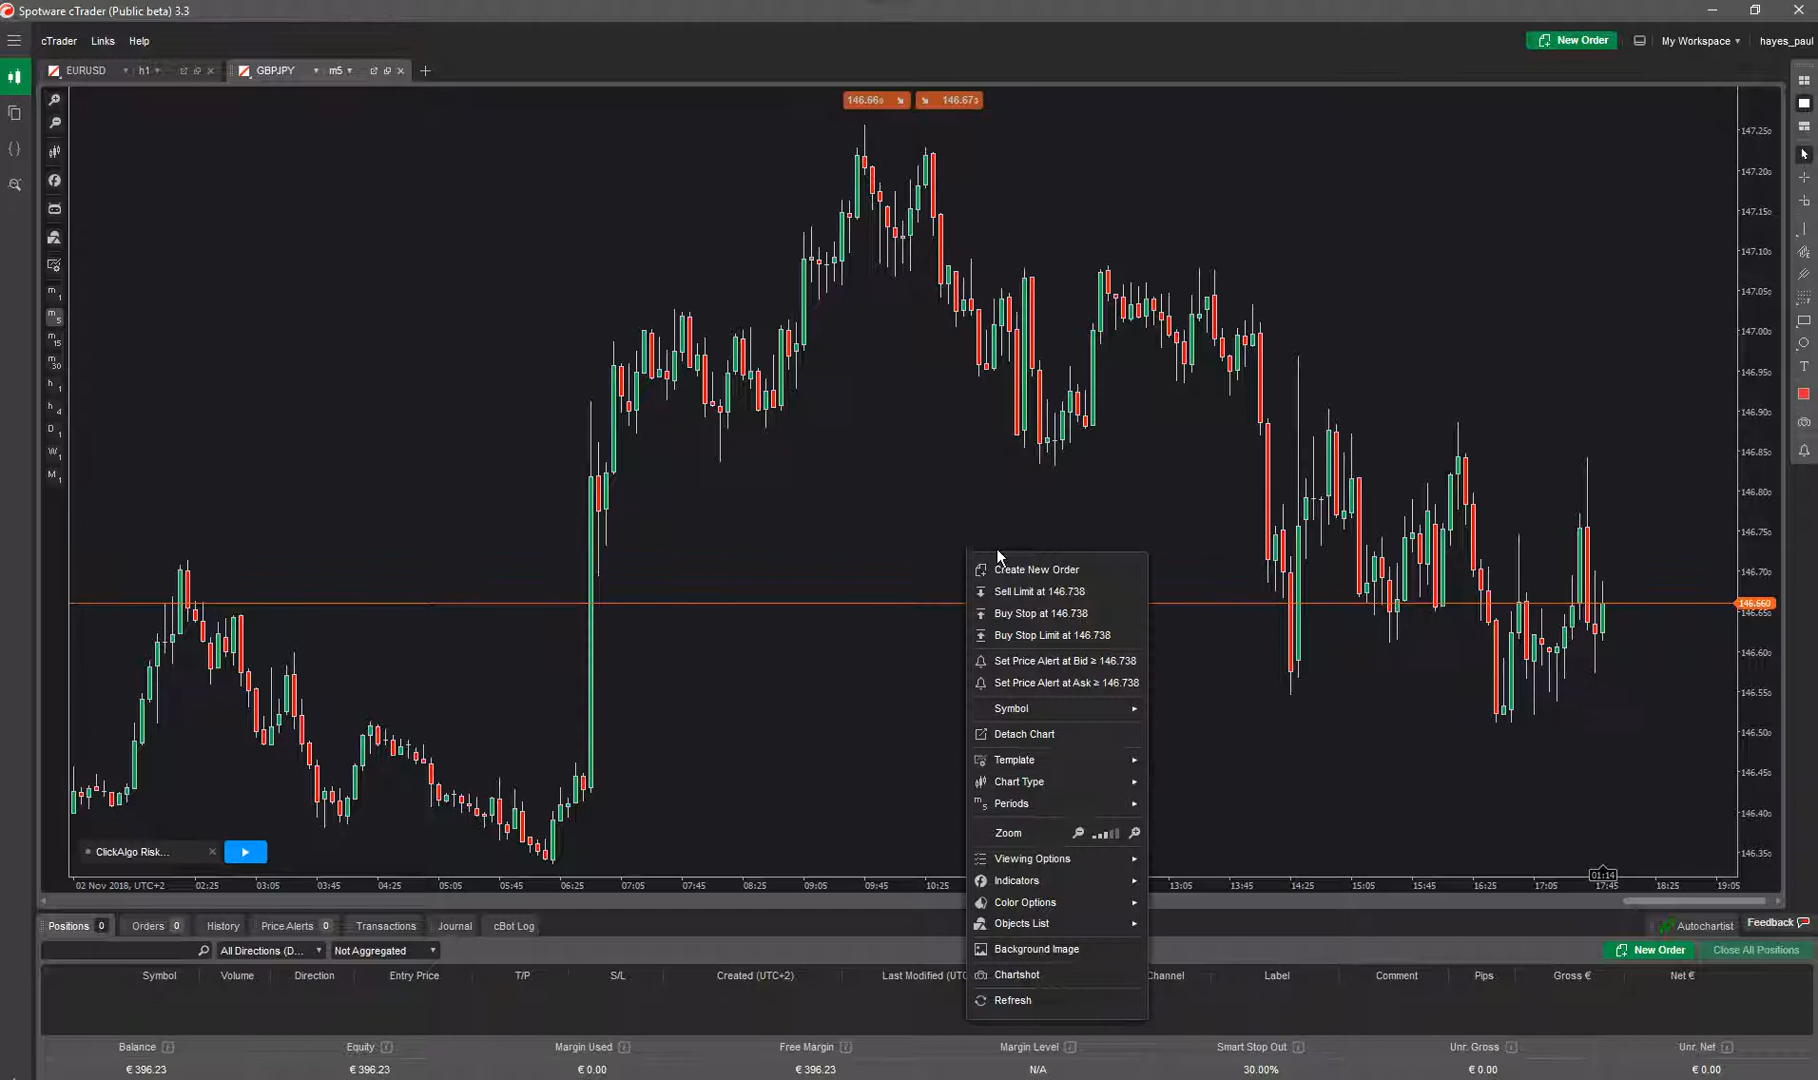 Spotware cTrader (Public beta) 3.3
cTrader Links Help
New Order My Workspace hayes_paul
EURUSD h1 GBPJPY m5
146.660 146.673
147.250
147.200
147.150
147.100
147.050
147.000
146.950
146.900
146.850
146.800
146.750
146.700
146.660
146.650
146.600
146.550
146.500
146.450
146.400
146.350
m1
m5
m15
m30
h1
h4
D1
W1
M1
T
Create New Order
Sell Limit at 146.738
Buy Stop at 146.738
Buy Stop Limit at 146.738
Set Price Alert at Bid ≥ 146.738
Set Price Alert at Ask ≥ 146.738
Symbol
Detach Chart
Template
Chart Type
m5 Periods
Zoom
Viewing Options
Indicators
Color Options
Objects List
Background Image
Chartshot
Refresh
ClickAlgo Risk...
01:14
02 Nov 2018, UTC+2 02:25 03:05 03:45 04:25 05:05 05:45 06:25 07:05 07:45 08:25 09:05 09:45 10:25 13:05 13:45 14:25 15:05 15:45 16:25 17:05 17:45 18:25 19:05
Positions 0 Orders 0 History Price Alerts 0 Transactions Journal cBot Log Autochartist Feedback
All Directions (D... Not Aggregated New Order Close All Positions
Symbol Volume Direction Entry Price T/P S/L Created (UTC+2) Last Modified (UTC Channel Label Comment Pips Gross € Net €
Balance Equity Margin Used Free Margin Margin Level Smart Stop Out Unr. Gross Unr. Net
€ 396.23 € 396.23 € 0.00 € 396.23 N/A 30.00% € 0.00 € 0.00